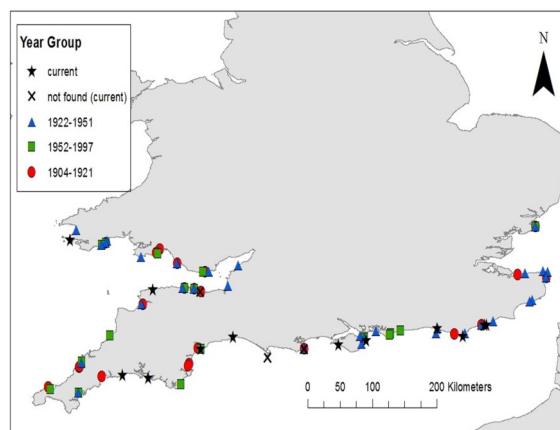 Year Group
N
current
not found (current)
1922-1951
1952-1997
1904-1921
0 50 100 200 Kilometers